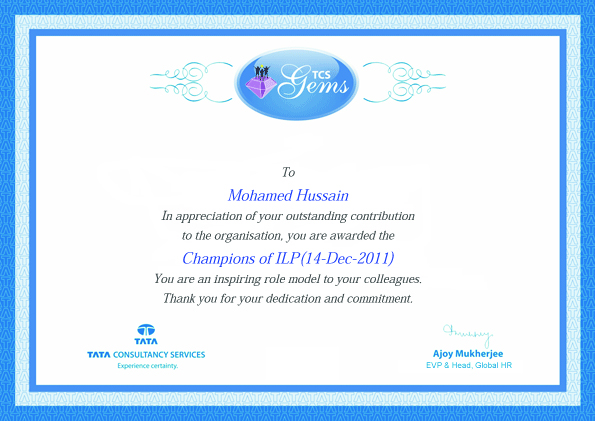 TCS
Gems
To
Mohamed Hussain
In appreciation of your outstanding contribution
to the organisation, you are awarded the
Champions of ILP(14-Dec-2011)
You are an inspiring role model to your colleagues.
Thank you for your dedication and commitment.
TATA
TATA CONSULTANCY SERVICES
Experience certainty.
Ajoy Mukherjee
EVP & Head, Global HR